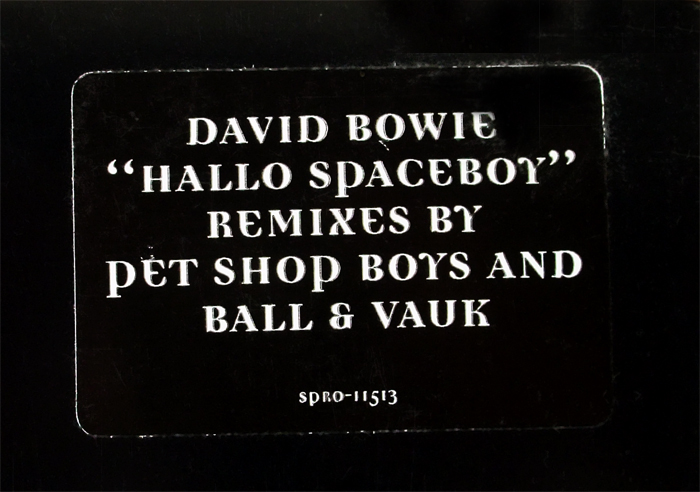 DAVID BOWIE
“HALLO SPACEBOY”
REMIXES BY
PET SHOP BOYS AND
BALL & VAUK
SPRO-11513